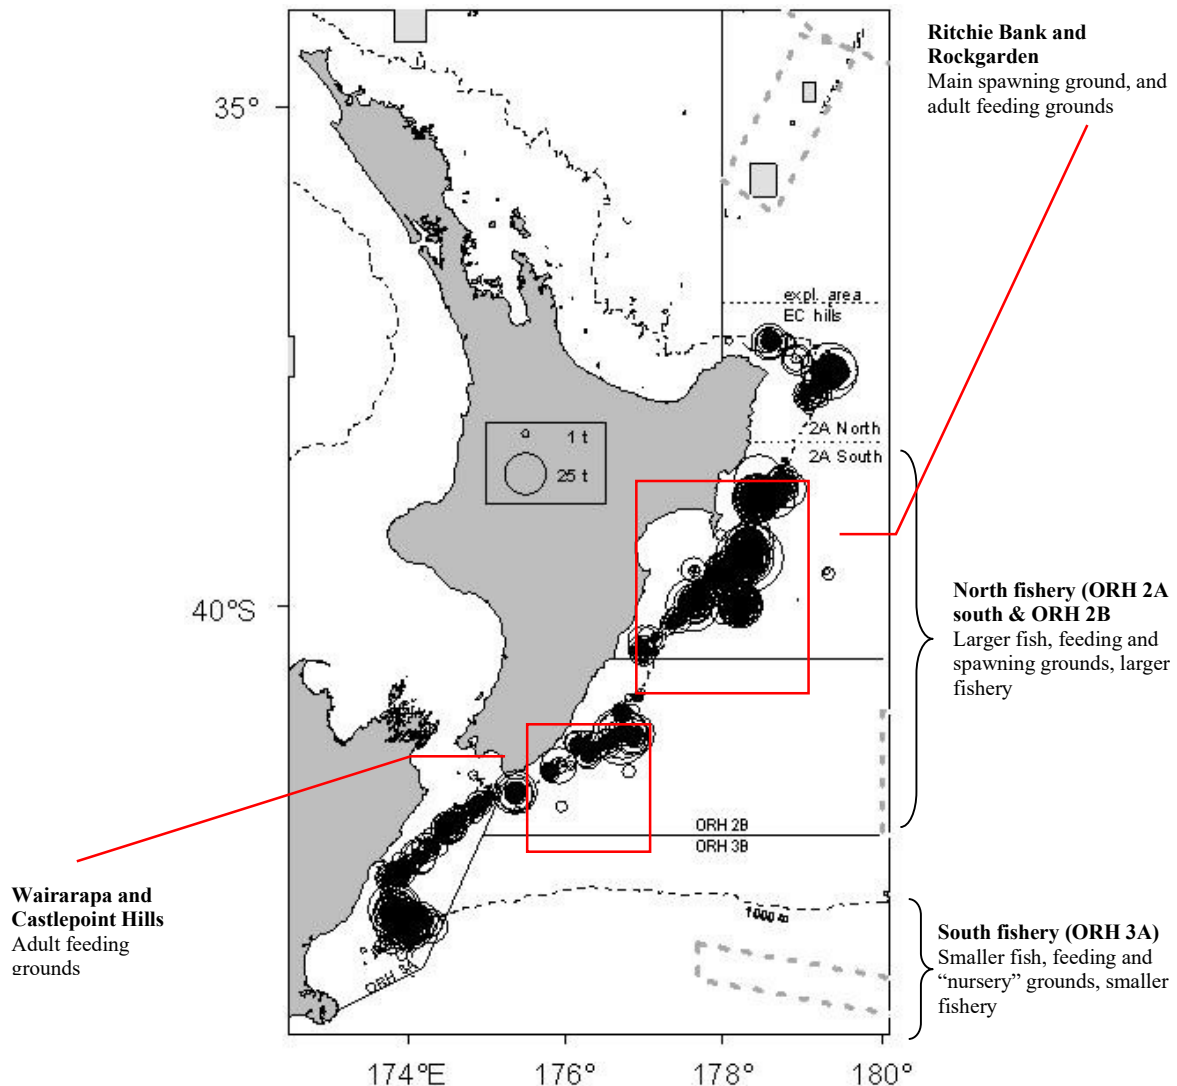 Ritchie Bank and
Rockgarden
Main spawning ground, and
adult feeding grounds
35°
expl. area
EC hills
2A North
2A South
1 t
25 t
40°S
North fishery (ORH 2A
south & ORH 2B
Larger fish, feeding and
spawning grounds, larger
fishery
ORH 2B
ORH 3B
Wairarapa and
Castlepoint Hills
Adult feeding
grounds
1000 m
ORH 3A
South fishery (ORH 3A)
Smaller fish, feeding and
“nursery” grounds, smaller
fishery
174°E
176°
178°
180°